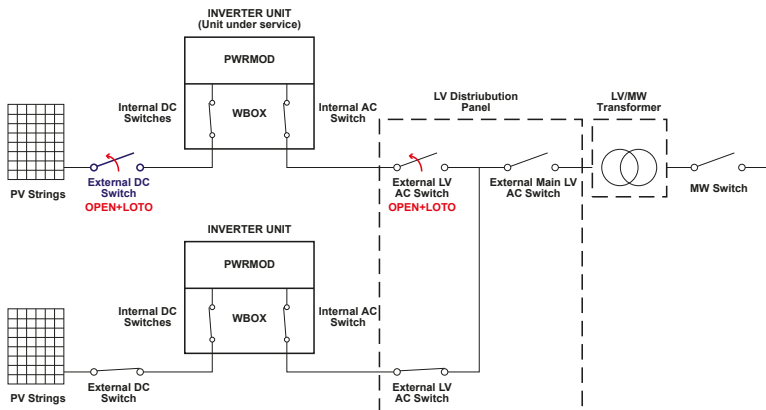 INVERTER UNIT
(Unit under service)
PWRMOD
WBOX
Internal DC
Switches
Internal AC
Switch
LV Distriubution
Panel
LV/MW
Transformer
PV Strings
External DC
Switch
OPEN+LOTO
External LV
AC Switch
OPEN+LOTO
External Main LV
AC Switch
MW Switch
INVERTER UNIT
PWRMOD
Internal DC
Switches
WBOX
Internal AC
Switch
PV Strings
External DC
Switch
External LV
AC Switch